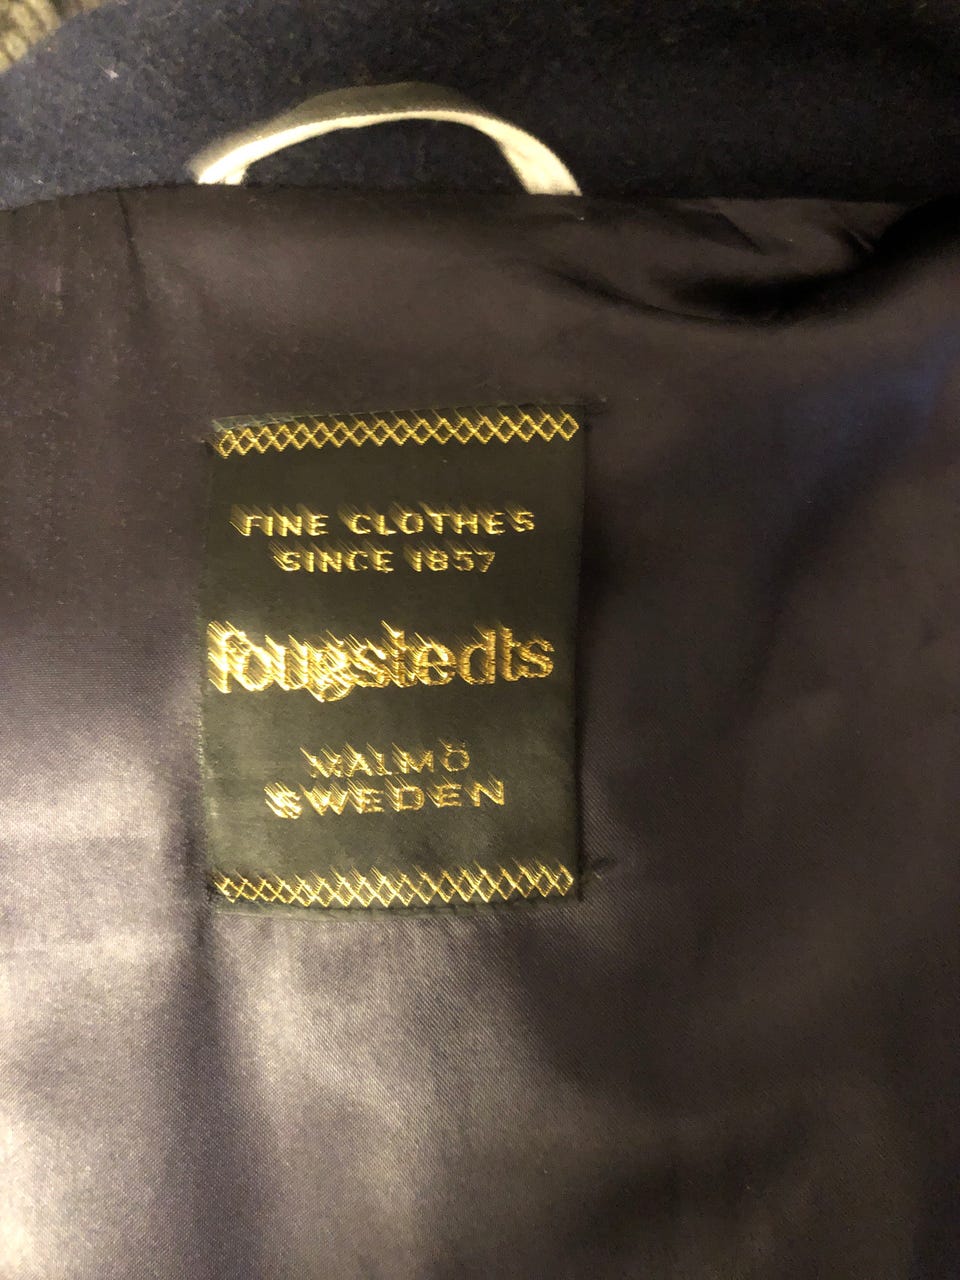 FINE CLOTHES
SINCE 1857
fougstedts
MALMÖ
SWEDEN